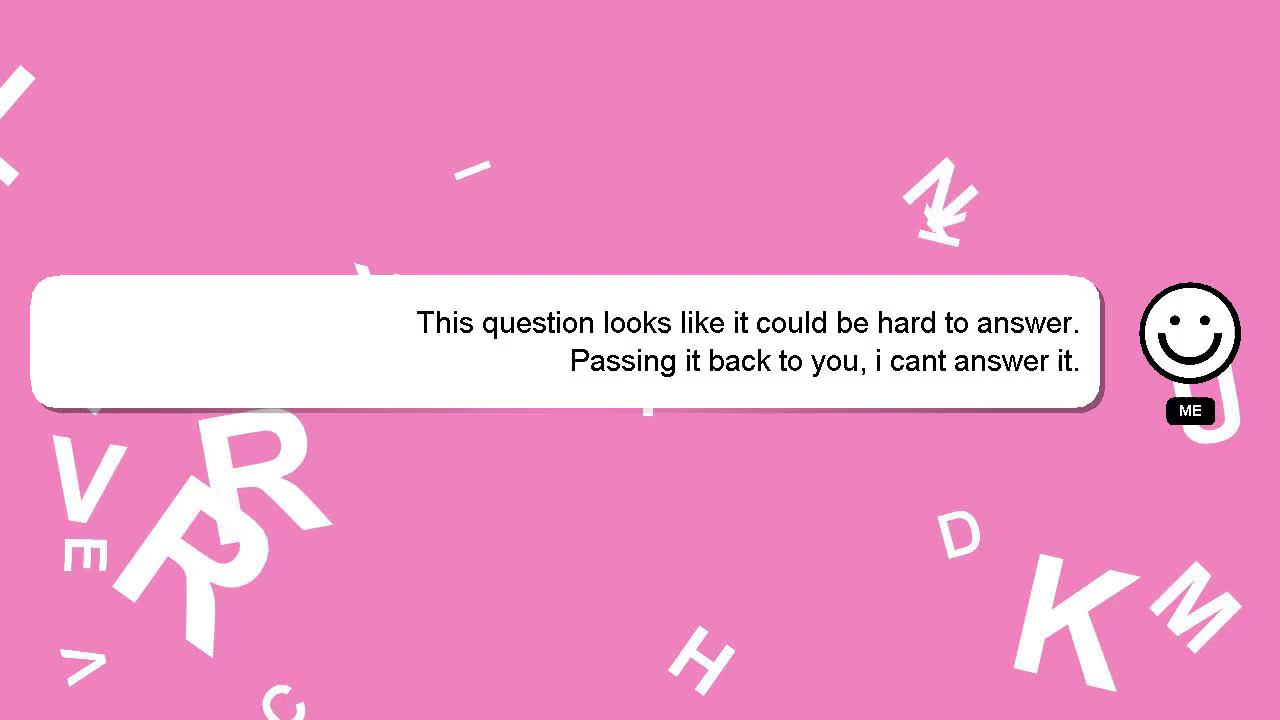 This question looks like it could be hard to answer.
Passing it back to you, i cant answer it.
ME
I
N
K
V
R
R
E
V
C
H
D
K
M
U